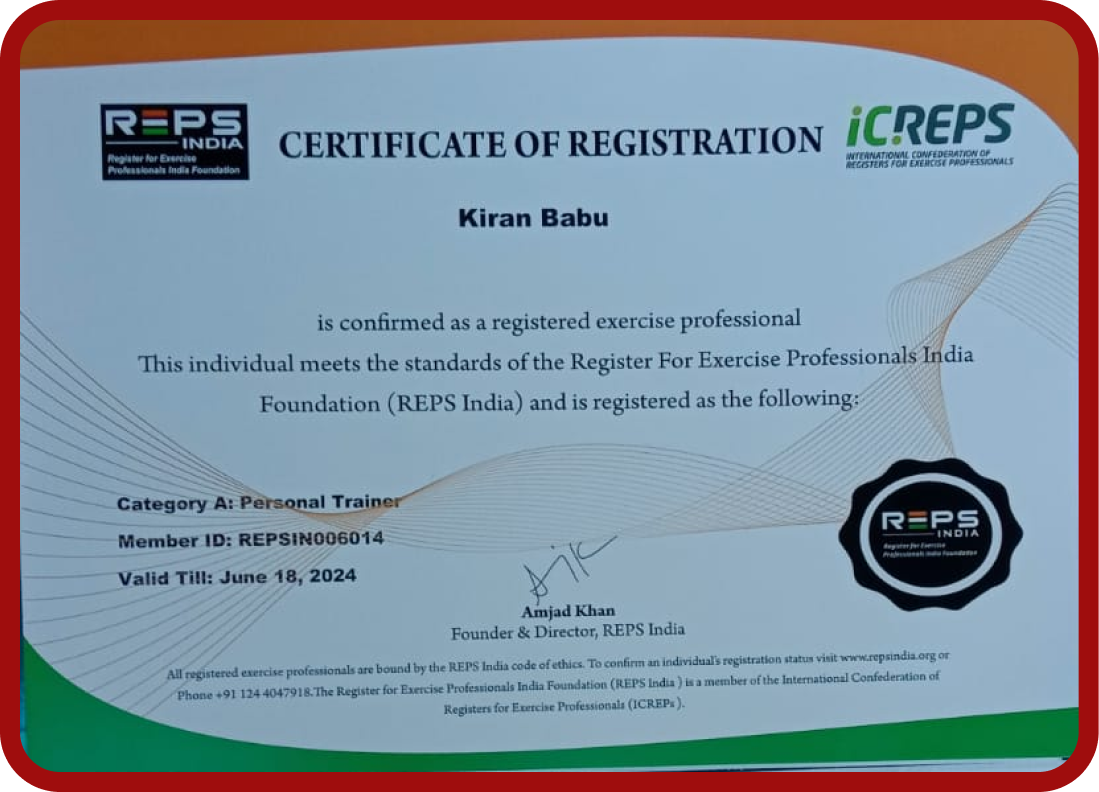 REPS
INDIA
Register for Exercise
Professionals India Foundation
CERTIFICATE OF REGISTRATION
iCREPS
INTERNATIONAL CONFEDERATION OF
REGISTERS FOR EXERCISE PROFESSIONALS
Kiran Babu
is confirmed as a registered exercise professional
This individual meets the standards of the Register For Exercise Professionals India
Foundation (REPS India) and is registered as the following:
Category A: Personal Trainer
Member ID: REPSIN006014
Valid Till: June 18, 2024
REPS
INDIA
Register for Exercise
Professionals India Foundation
Amjad Khan
Founder & Director, REPS India
All registered exercise professionals are bound by the REPS India code of ethics. To confirm an individual's registration status visit www.repsindia.org or
Phone +91 124 4047918.The Register for Exercise Professionals India Foundation (REPS India ) is a member of the International Confederation of
Registers for Exercise Professionals (ICREPs ).